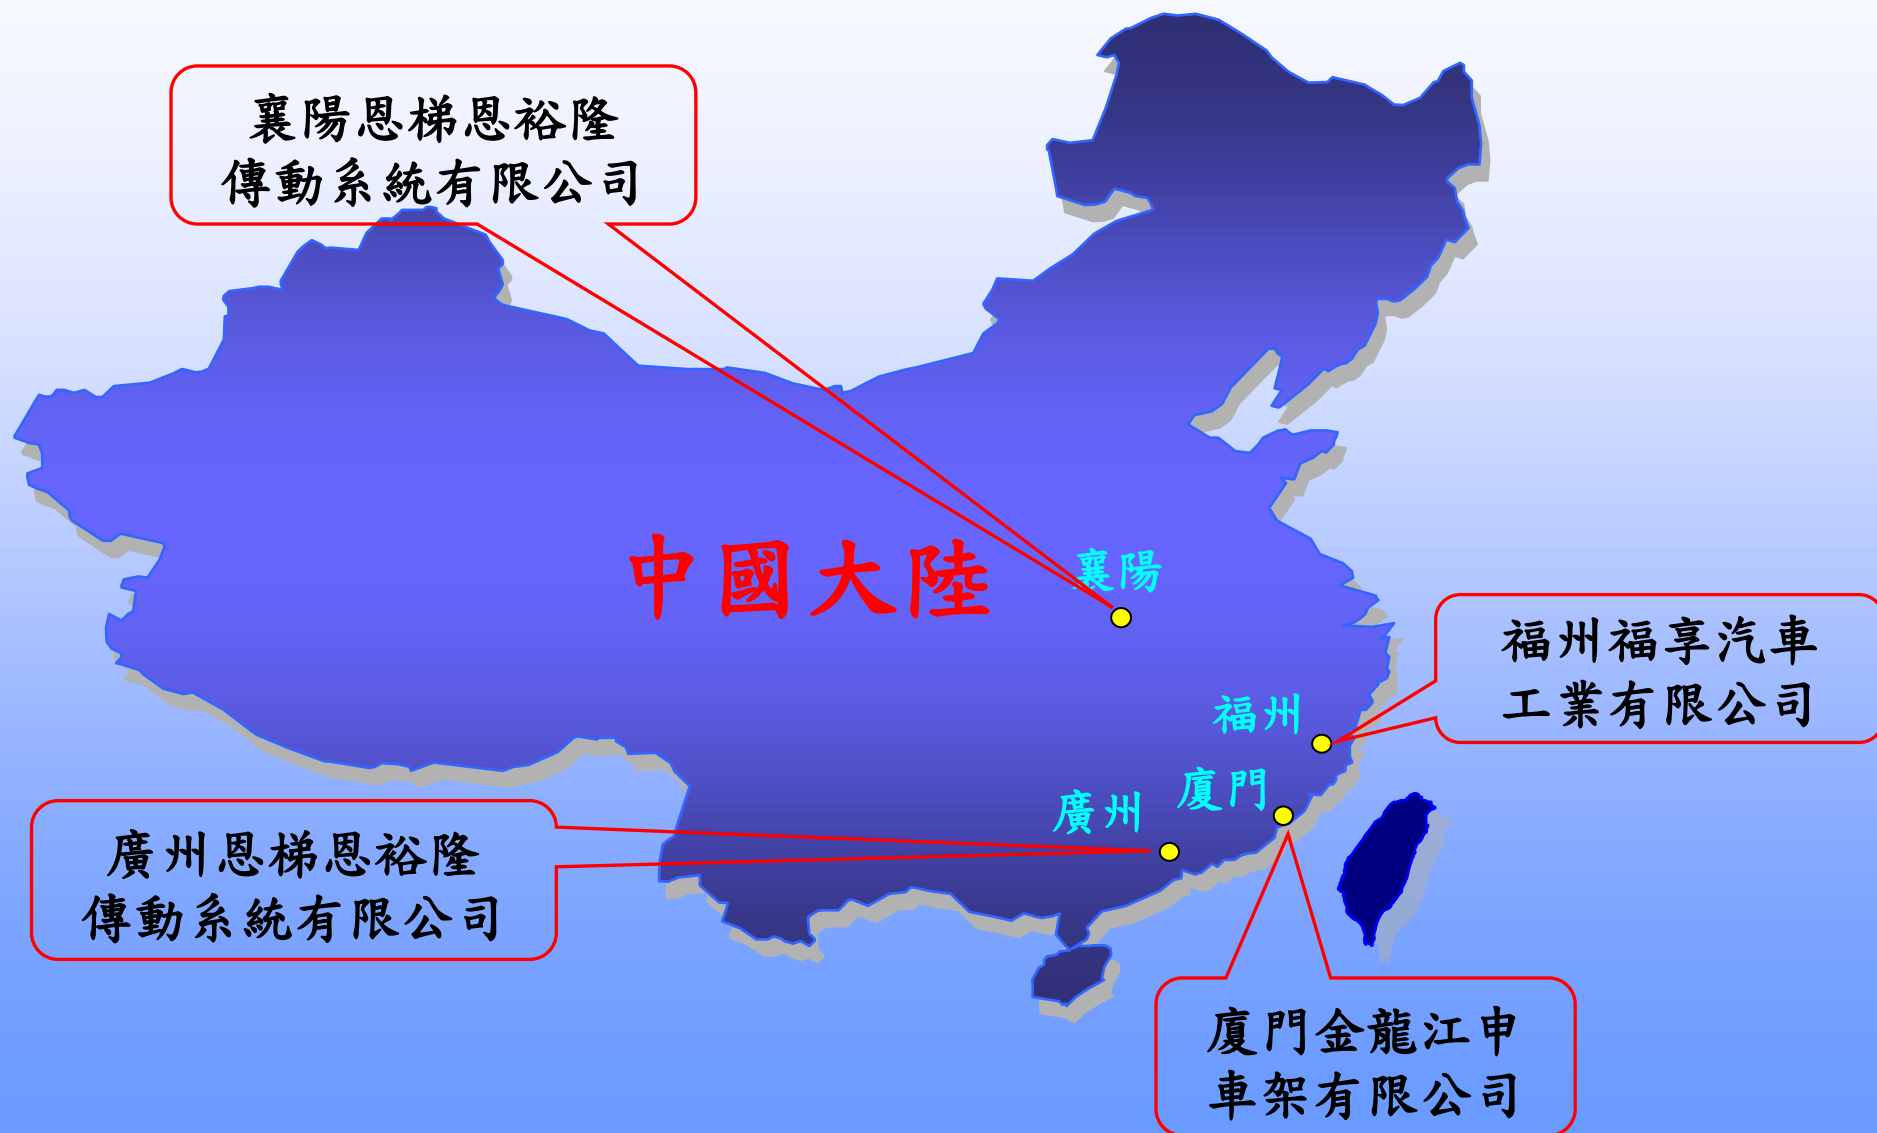 襄陽恩梯恩裕隆
傳動系統有限公司
中國大陸
襄陽
福州福享汽車
工業有限公司
福州
廈門
廣州
廣州恩梯恩裕隆
傳動系統有限公司
廈門金龍江申
車架有限公司